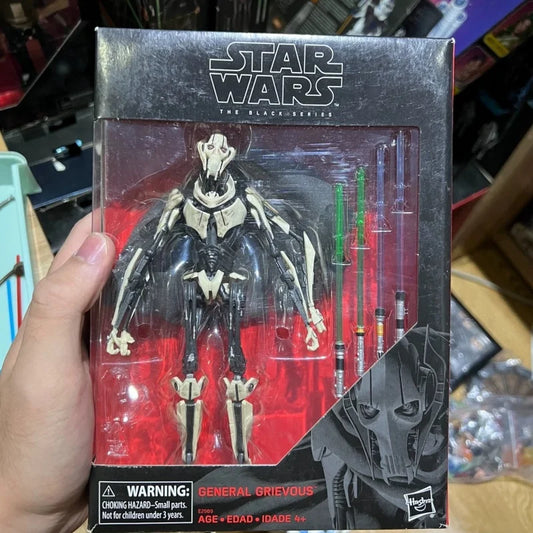 STAR
WARS
THE BLACK SERIES
WARNING:
CHOKING HAZARD–Small parts.
Not for children under 3 years.
GENERAL GRIEVOUS
E2989
AGE • EDAD • IDADE 4+
Hasbro